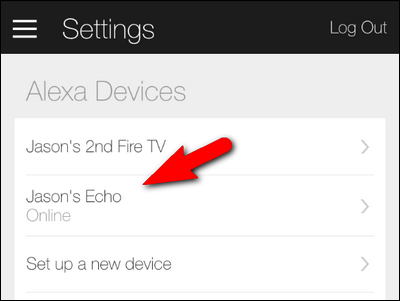 Settings Log Out
Alexa Devices
Jason's 2nd Fire TV
Jason's Echo
Online
Set up a new device